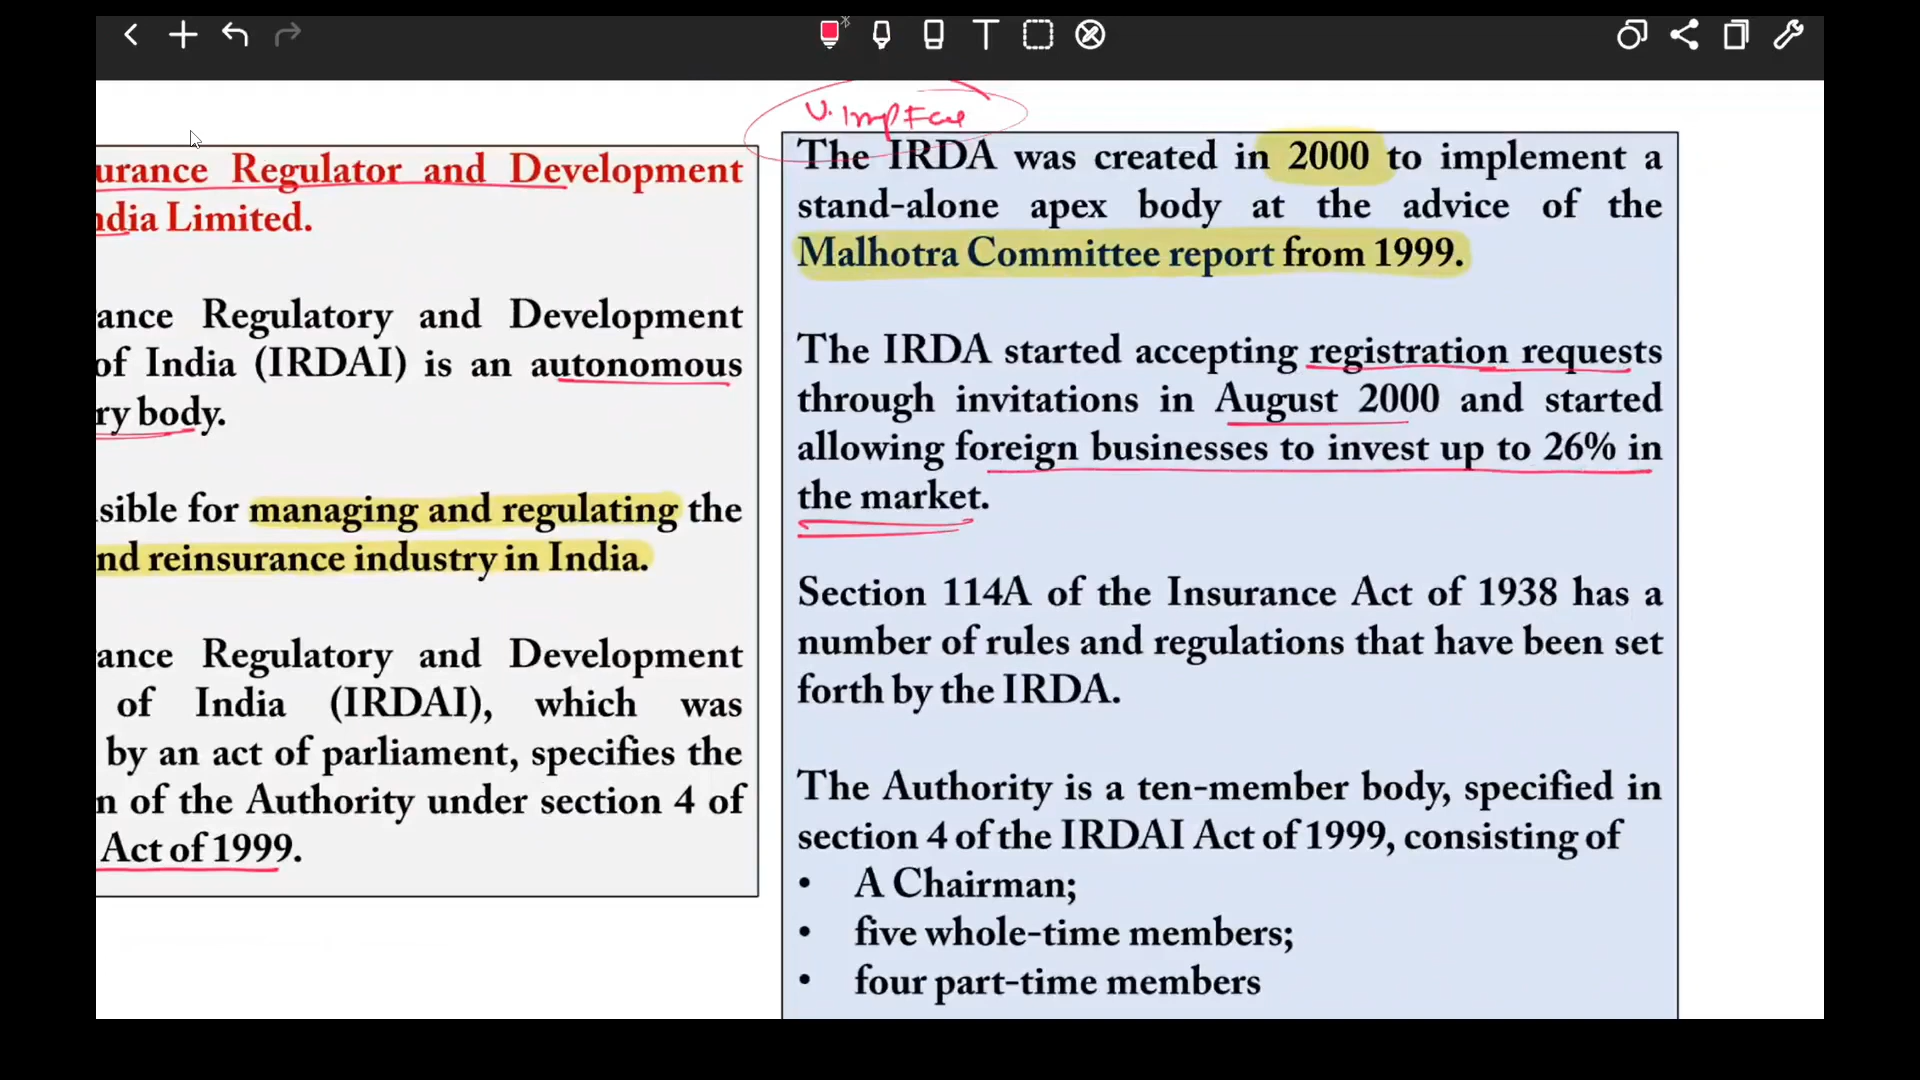 urance Regulator and Development
ndia Limited.
ance Regulatory and Development
of India (IRDAI) is an autonomous
ry body.
sible for managing and regulating the
nd reinsurance industry in India.
ance Regulatory and Development
of India (IRDAI), which was
by an act of parliament, specifies the
n of the Authority under section 4 of
Act of 1999.
V. Imp
The IRDA was created in 2000 to implement a
stand-alone apex body at the advice of the
Malhotra Committee report from 1999.
The IRDA started accepting registration requests
through invitations in August 2000 and started
allowing foreign businesses to invest up to 26% in
the market.
Section 114A of the Insurance Act of 1938 has a
number of rules and regulations that have been set
forth by the IRDA.
The Authority is a ten-member body, specified in
section 4 of the IRDAI Act of 1999, consisting of
• A Chairman;
• five whole-time members;
• four part-time members